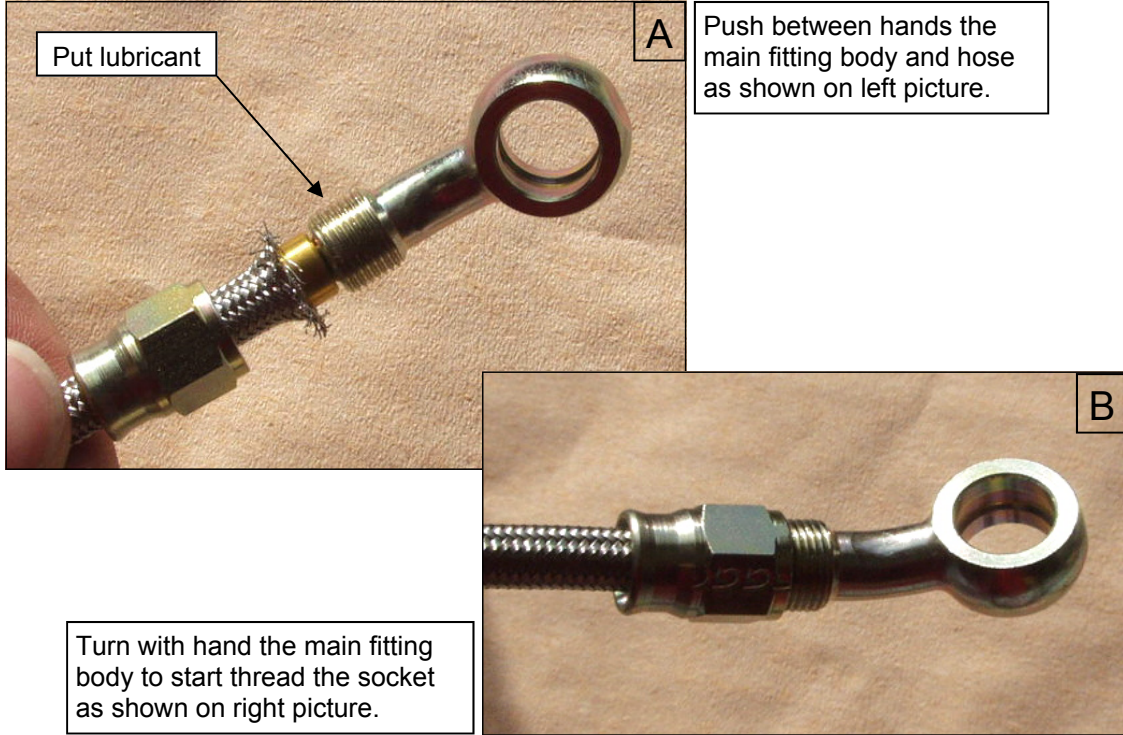 Put lubricant
A
Push between hands the
main fitting body and hose
as shown on left picture.
B
Turn with hand the main fitting
body to start thread the socket
as shown on right picture.